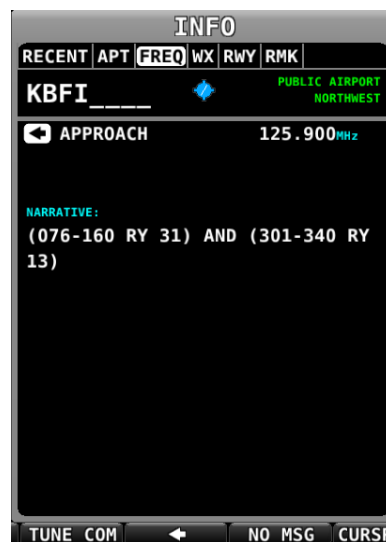 INFO
RECENT APT FREQ WX RWY RMK
KBFI____
PUBLIC AIRPORT
NORTHWEST
APPROACH 125.900MHz
NARRATIVE:
(076-160 RY 31) AND (301-340 RY
13)
TUNE COM NO MSG CURS